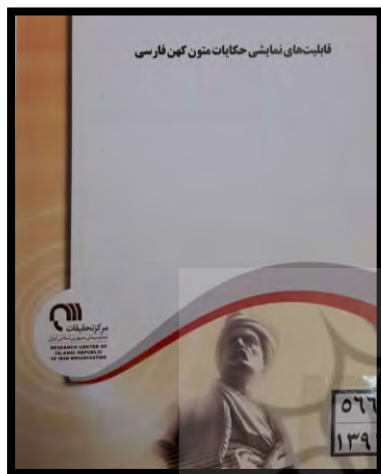 قابلیت‌های نمایشی حکایات متون کهن فارسی
مرکز تحقیقات
صدا و سیمای جمهوری اسلامی ایران
RESEARCH CENTER OF
ISLAMIC REPUBLIC
OF IRAN BROADCASTING
۵۶۶
۱۳۹